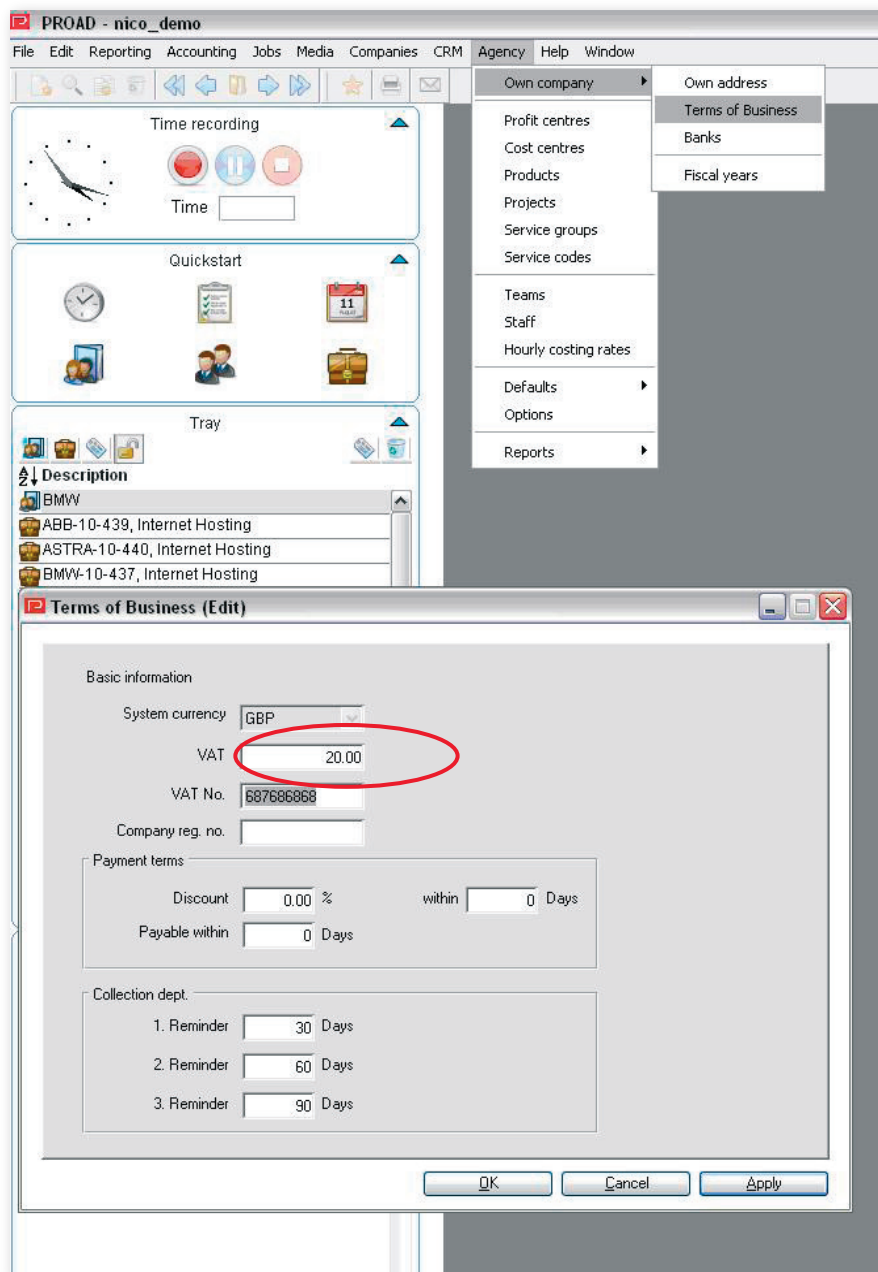 PROAD - nico_demo
File Edit Reporting Accounting Jobs Media Companies CRM Agency Help Window
Own company
Own address
Terms of Business
Banks
Fiscal years
Profit centres
Cost centres
Products
Projects
Service groups
Service codes
Teams
Staff
Hourly costing rates
Defaults
Options
Reports
Time recording
Time
Quickstart
11
Tray
Description
BMW
ABB-10-439, Internet Hosting
ASTRA-10-440, Internet Hosting
BMW-10-437, Internet Hosting
Terms of Business (Edit)
Basic information
System currency GBP
VAT 20.00
VAT No. 687686868
Company reg. no.
Payment terms
Discount 0.00 % within 0 Days
Payable within 0 Days
Collection dept.
1. Reminder 30 Days
2. Reminder 60 Days
3. Reminder 90 Days
OK Cancel Apply